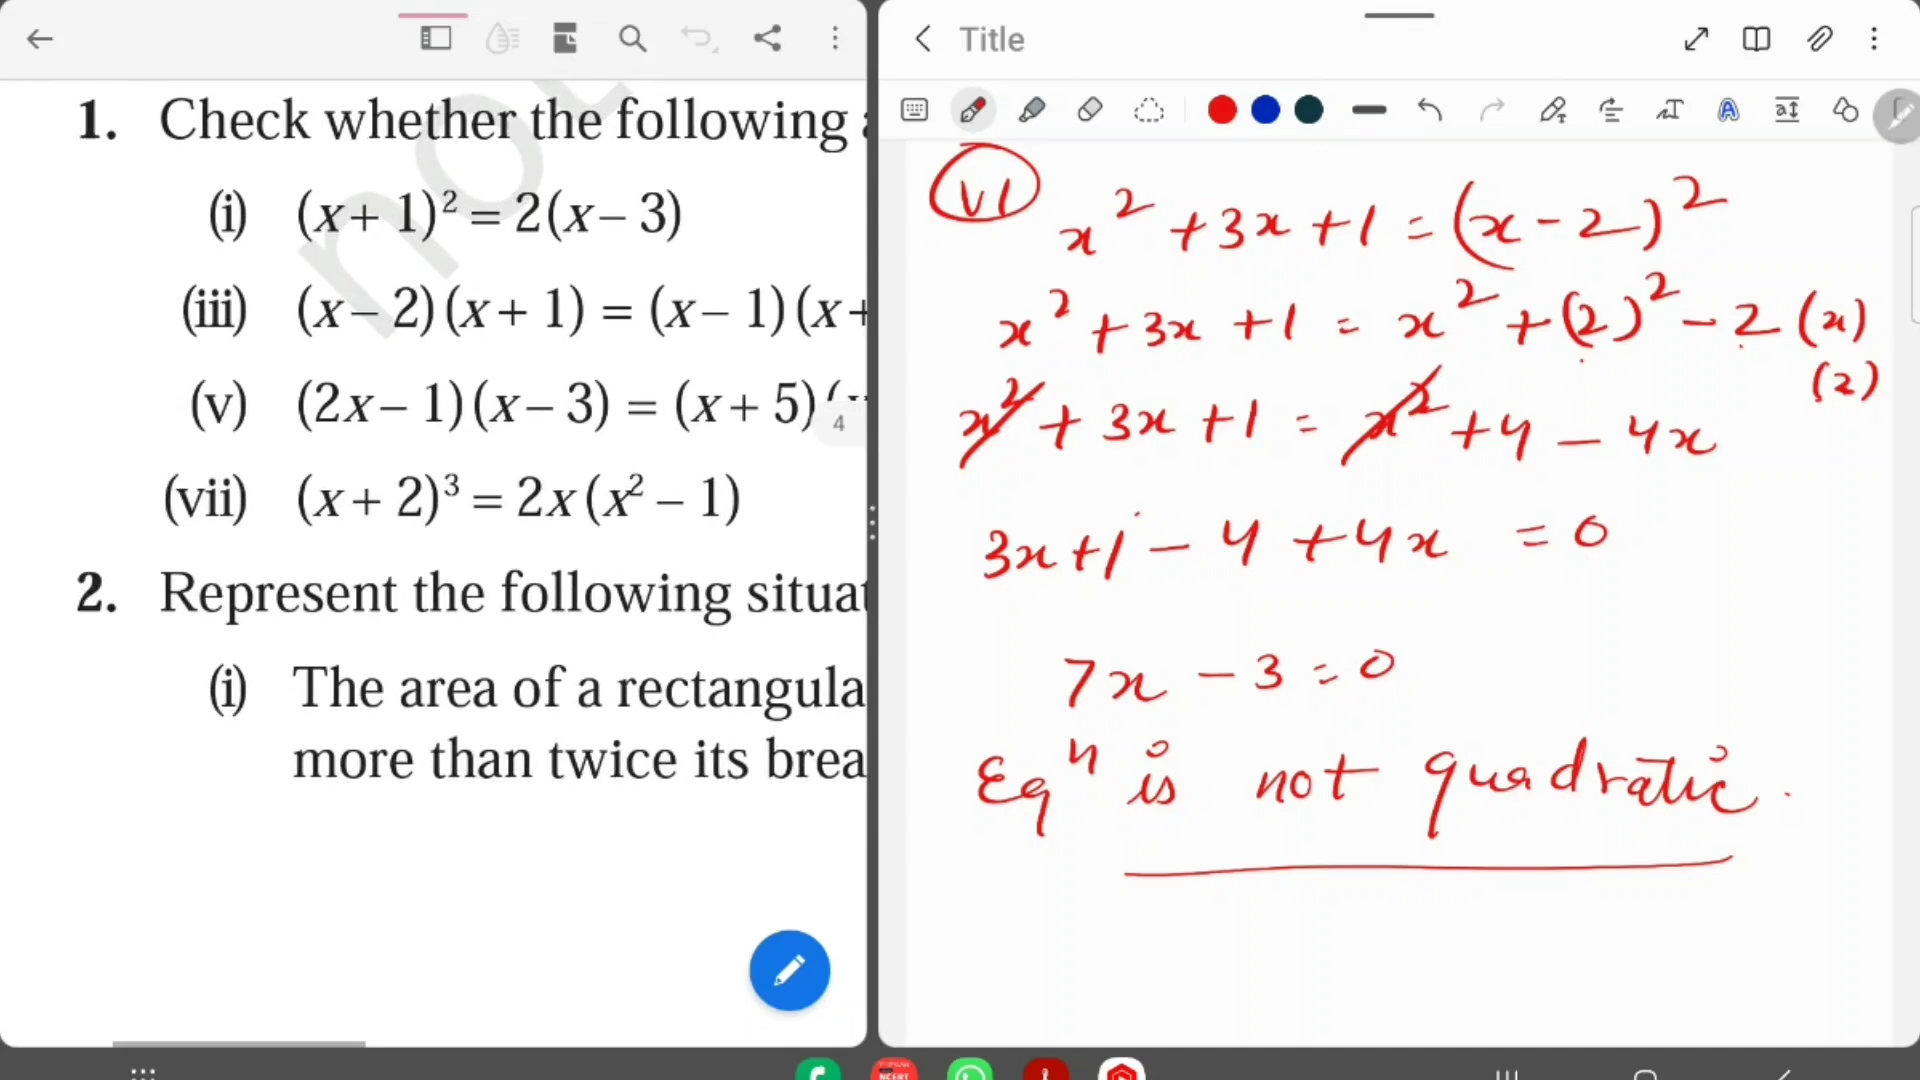 1. Check whether the following
(i) (x + 1)² = 2(x – 3)
(iii) (x – 2)(x + 1) = (x – 1)(x +
(v) (2x – 1)(x – 3) = (x + 5)(
4
(vii) (x + 2)³ = 2x(x² – 1)
2. Represent the following situat
(i) The area of a rectangula
more than twice its brea
not
Title
VI
x² + 3x + 1 = (x - 2)²
x² + 3x + 1 = x² + (2)² - 2 (x)
(2)
x² + 3x + 1 = x² + 4 - 4x
3x + 1 - 4 + 4x = 0
7x - 3 = 0
Eqⁿ is not quadratic.